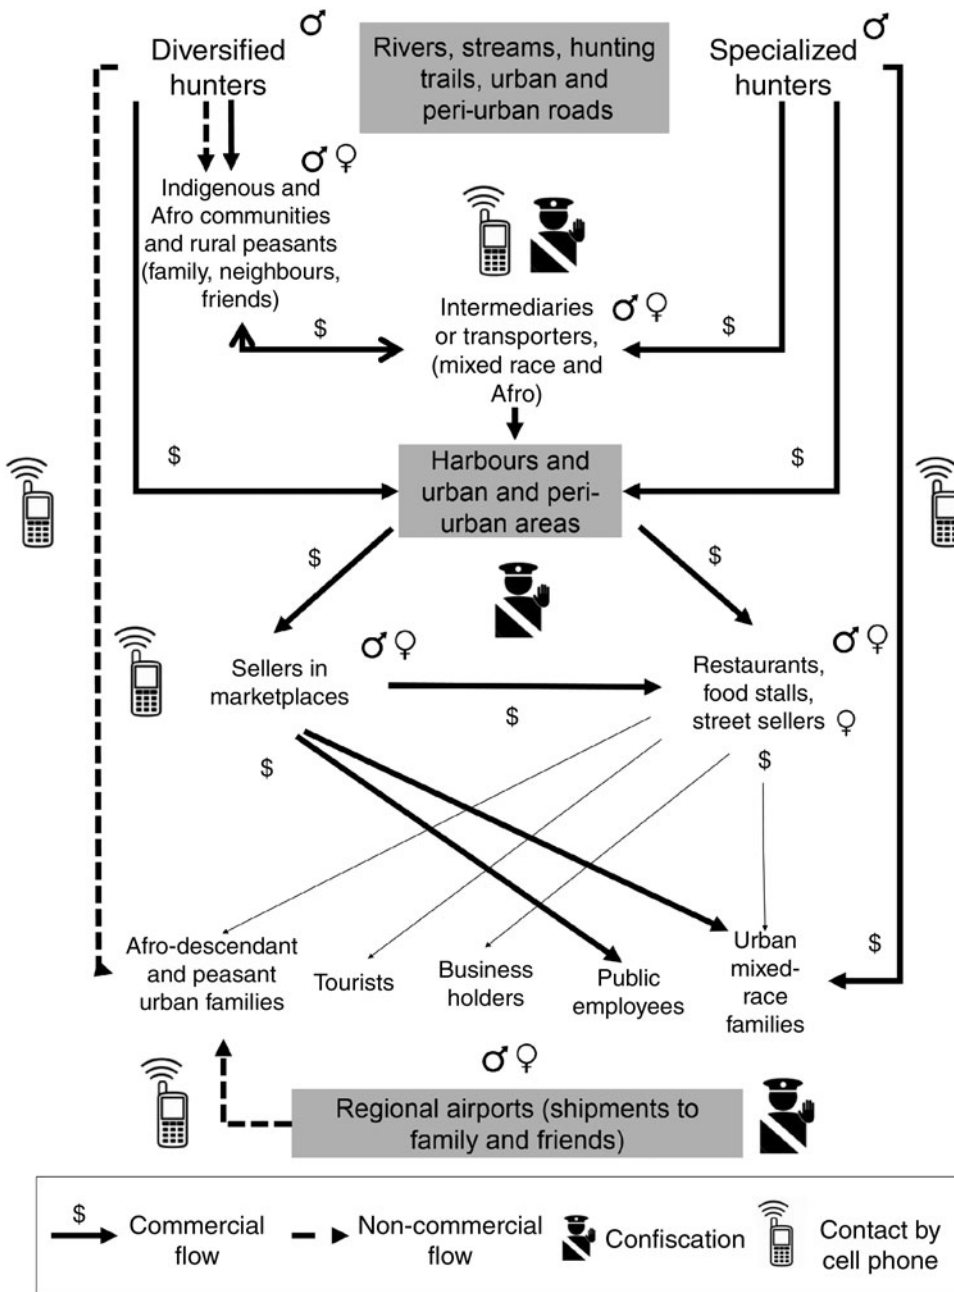 Diversified
hunters
Rivers, streams, hunting
trails, urban and
peri-urban roads
Specialized
hunters
Indigenous and
Afro communities
and rural peasants
(family, neighbours,
friends)
Intermediaries
or transporters,
(mixed race and
Afro)
$
$
$
$
Harbours and
urban and peri-
urban areas
$
$
Sellers in
marketplaces
Restaurants,
food stalls,
street sellers
$
$
$
Afro-descendant
and peasant
urban families
Tourists
Business
holders
Public
employees
Urban
mixed-
race
families
$
Regional airports (shipments to
family and friends)
$
Commercial
flow
Non-commercial
flow
Confiscation
Contact by
cell phone